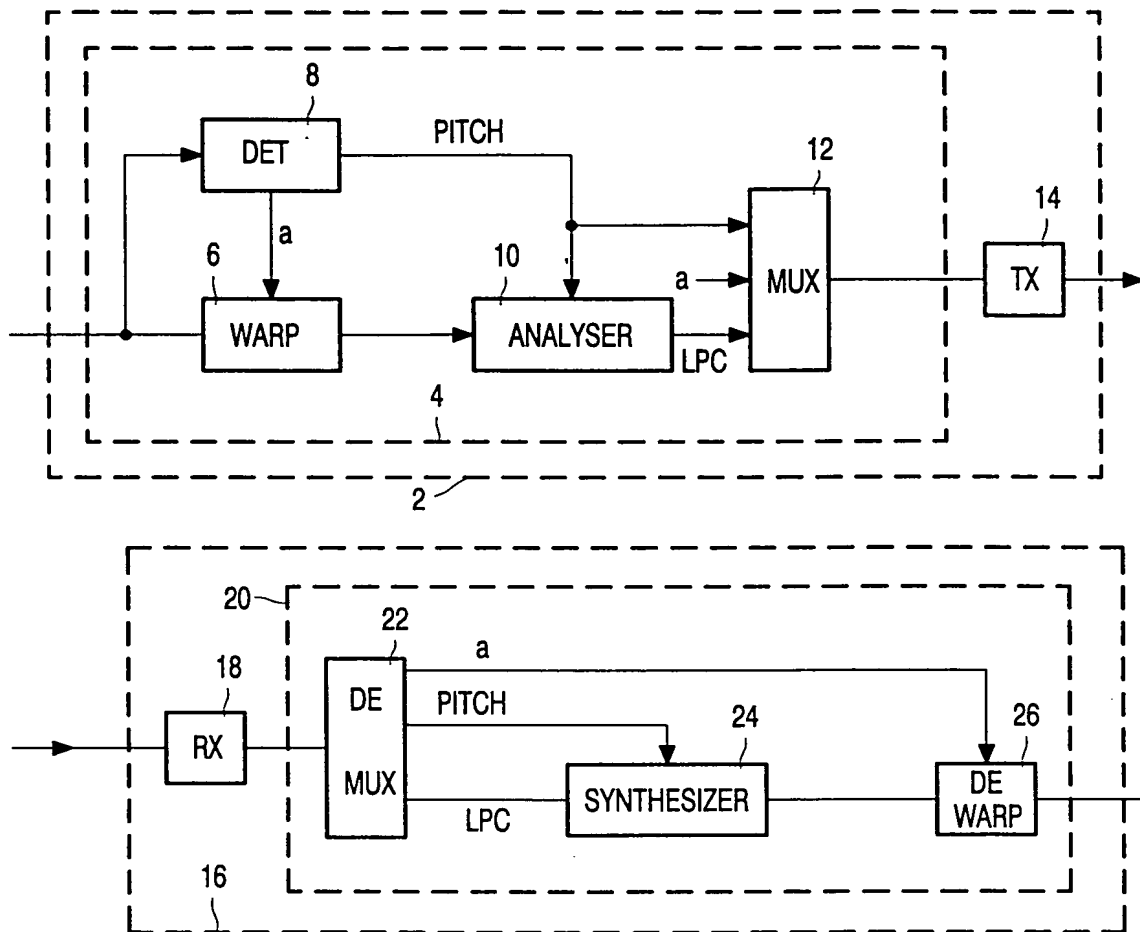 8
DET
PITCH
12
14
a
6
10
a
MUX
TX
WARP
ANALYSER
LPC
4
2
20
22
a
18
DE
PITCH
24
26
RX
MUX
SYNTHESIZER
DE
WARP
LPC
16